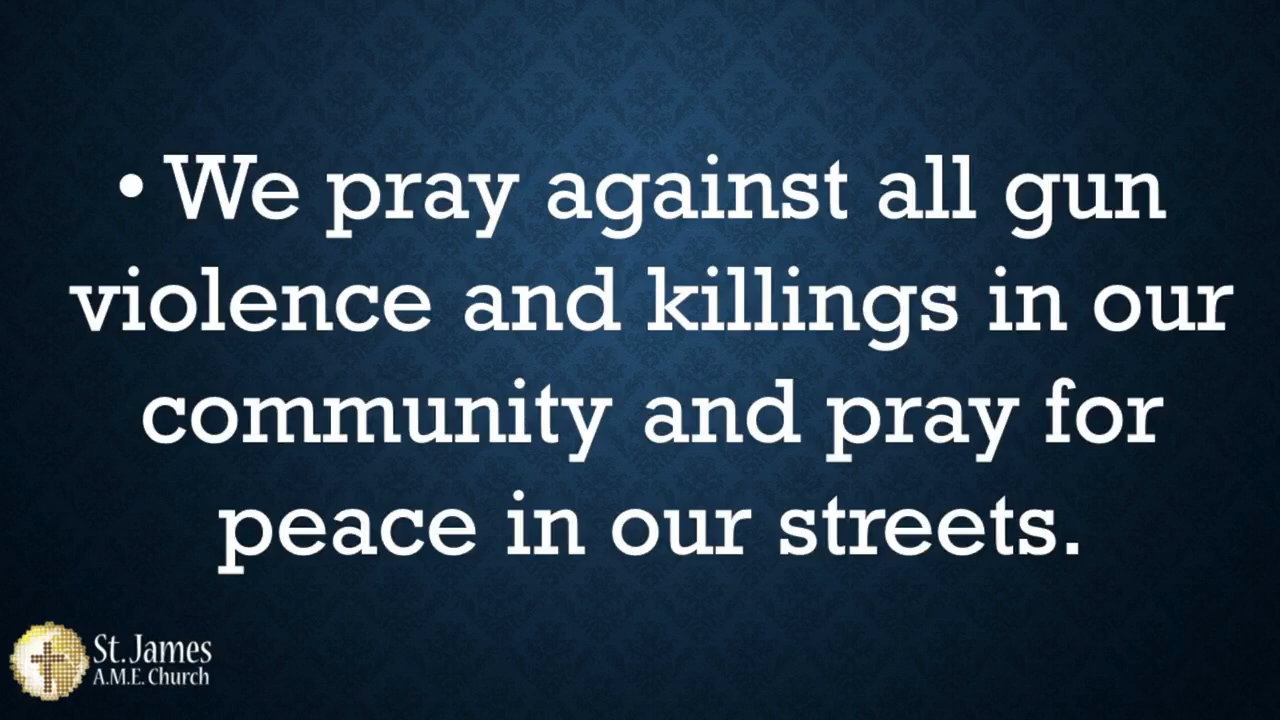 • We pray against all gun
violence and killings in our
community and pray for
peace in our streets.
St. James
A.M.E. Church